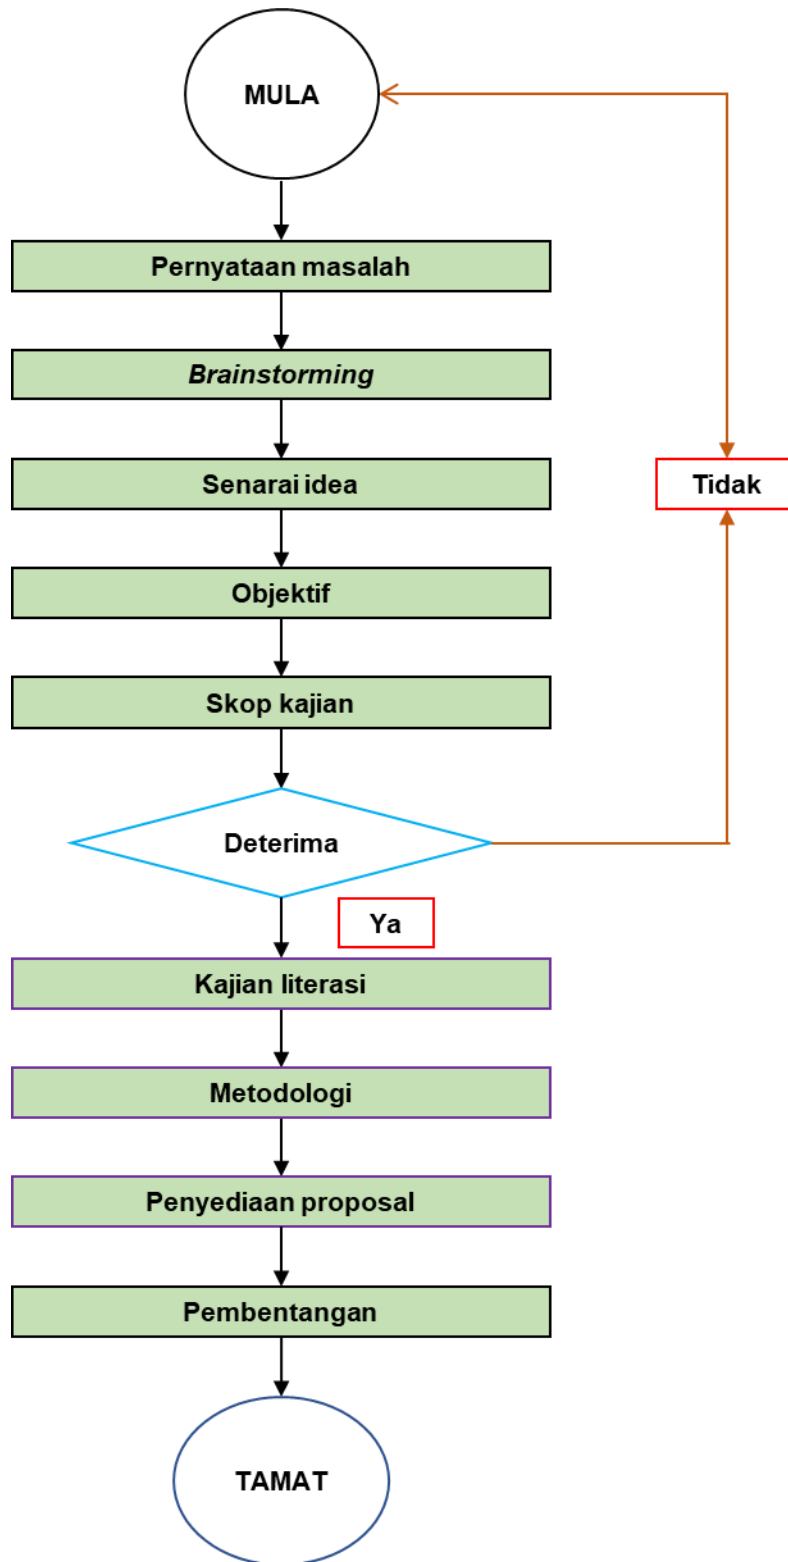 MULA
Pernyataan masalah
Brainstorming
Senarai idea
Tidak
Objektif
Skop kajian
Deterima
Ya
Kajian literasi
Metodologi
Penyediaan proposal
Pembentangan
TAMAT